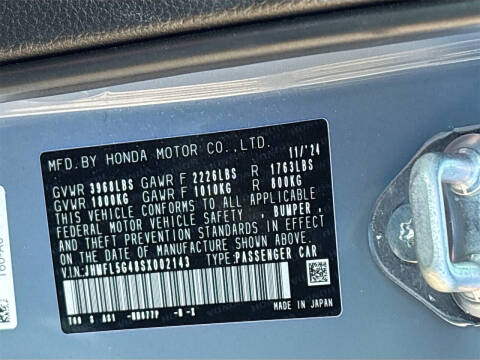 MFD.BY HONDA MOTOR CO.,LTD. 11/'24
GVWR 3968LBS GAWR F 2226LBS R 1763LBS
GVWR 1800KG GAWR F 1010KG R 800KG
THIS VEHICLE CONFORMS TO ALL APPLICABLE
FEDERAL MOTOR VEHICLE SAFETY, BUMPER,
AND THEFT PREVENTION STANDARDS IN EFFECT
ON THE DATE OF MANUFACTURE SHOWN ABOVE.
V.I.N: TYPE:PASSENGER CAR
MADE IN JAPAN